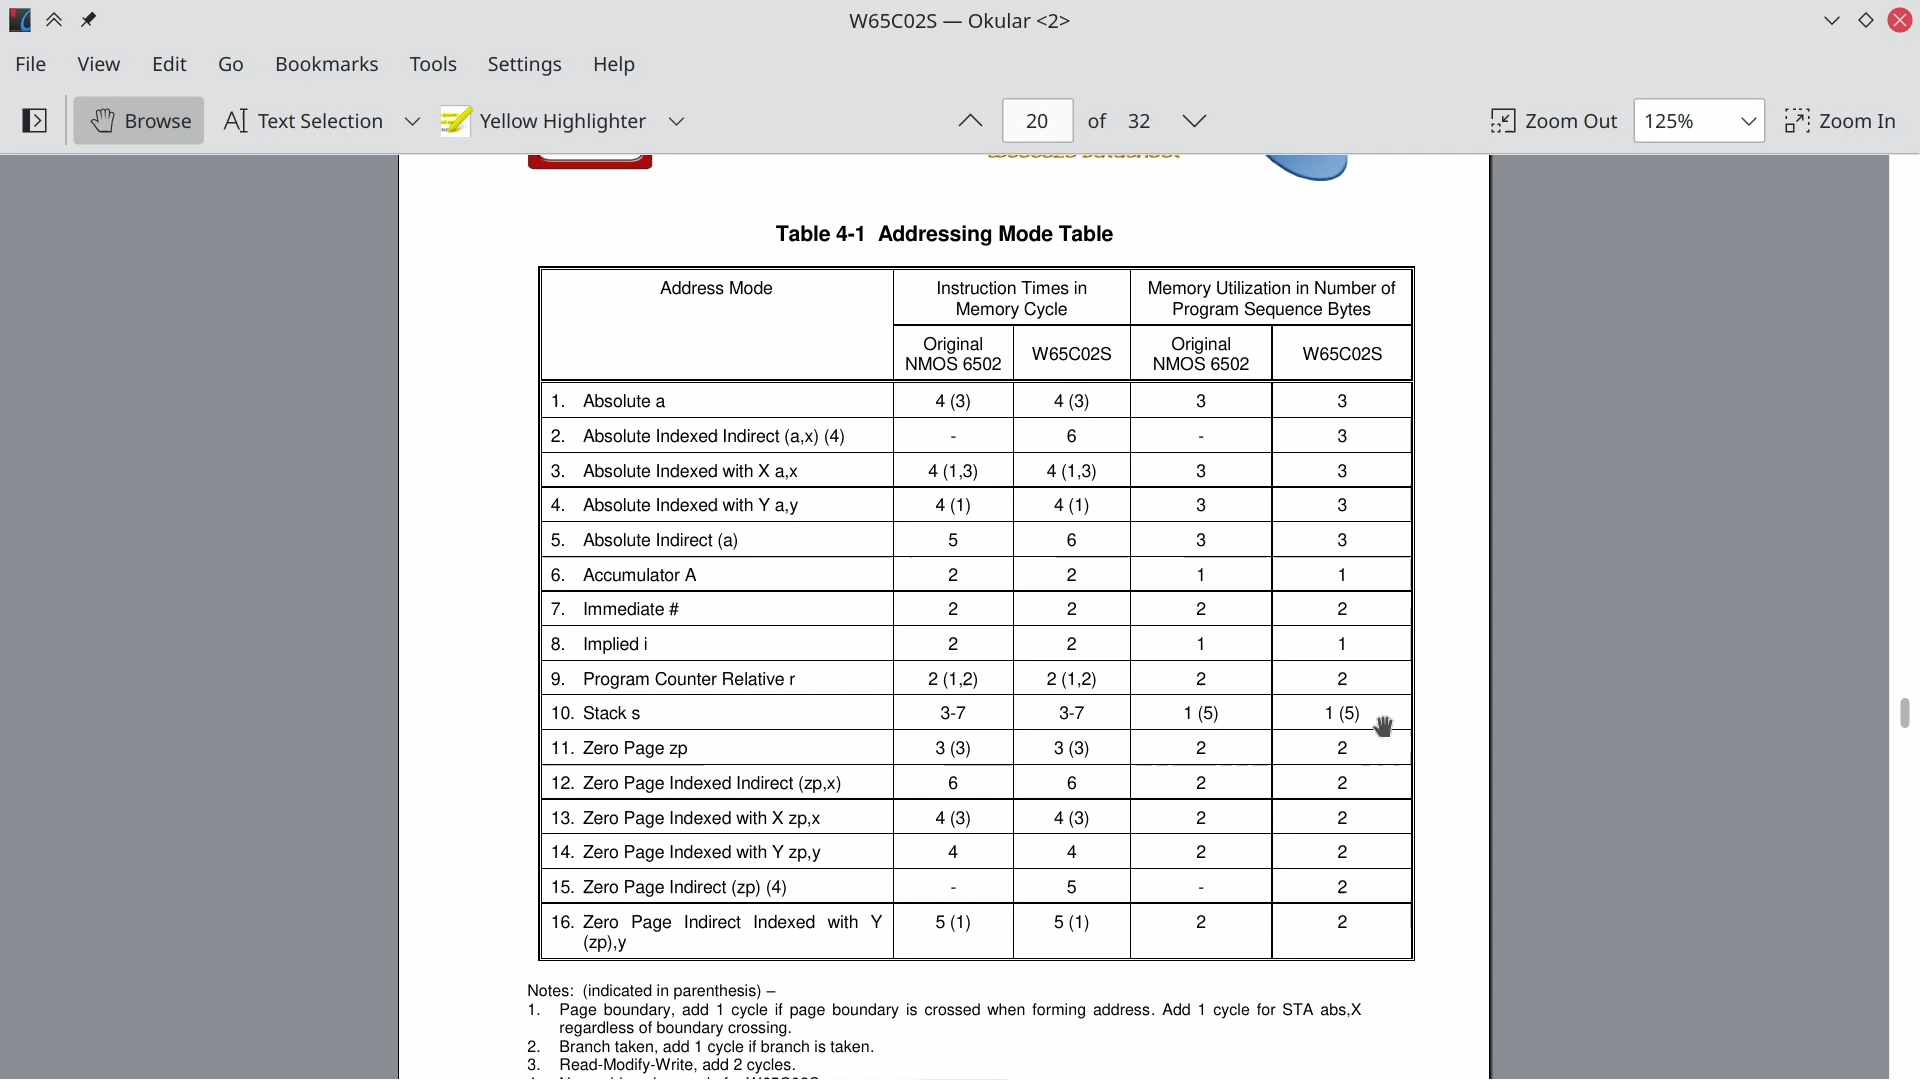 W65C02S — Okular <2>
File View Edit Go Bookmarks Tools Settings Help
Browse Text Selection Yellow Highlighter 20 of 32 Zoom Out 125% Zoom In
Table 4-1 Addressing Mode Table
Address Mode
Instruction Times in
Memory Cycle
Memory Utilization in Number of
Program Sequence Bytes
Original
NMOS 6502
W65C02S
Original
NMOS 6502
W65C02S
1. Absolute a 4 (3) 4 (3) 3 3
2. Absolute Indexed Indirect (a,x) (4) - 6 - 3
3. Absolute Indexed with X a,x 4 (1,3) 4 (1,3) 3 3
4. Absolute Indexed with Y a,y 4 (1) 4 (1) 3 3
5. Absolute Indirect (a) 5 6 3 3
6. Accumulator A 2 2 1 1
7. Immediate # 2 2 2 2
8. Implied i 2 2 1 1
9. Program Counter Relative r 2 (1,2) 2 (1,2) 2 2
10. Stack s 3-7 3-7 1 (5) 1 (5)
11. Zero Page zp 3 (3) 3 (3) 2 2
12. Zero Page Indexed Indirect (zp,x) 6 6 2 2
13. Zero Page Indexed with X zp,x 4 (3) 4 (3) 2 2
14. Zero Page Indexed with Y zp,y 4 4 2 2
15. Zero Page Indirect (zp) (4) - 5 - 2
16. Zero Page Indirect Indexed with Y 5 (1) 5 (1) 2 2
(zp),y
Notes: (indicated in parenthesis) –
1. Page boundary, add 1 cycle if page boundary is crossed when forming address. Add 1 cycle for STA abs,X
regardless of boundary crossing.
2. Branch taken, add 1 cycle if branch is taken.
3. Read-Modify-Write, add 2 cycles.